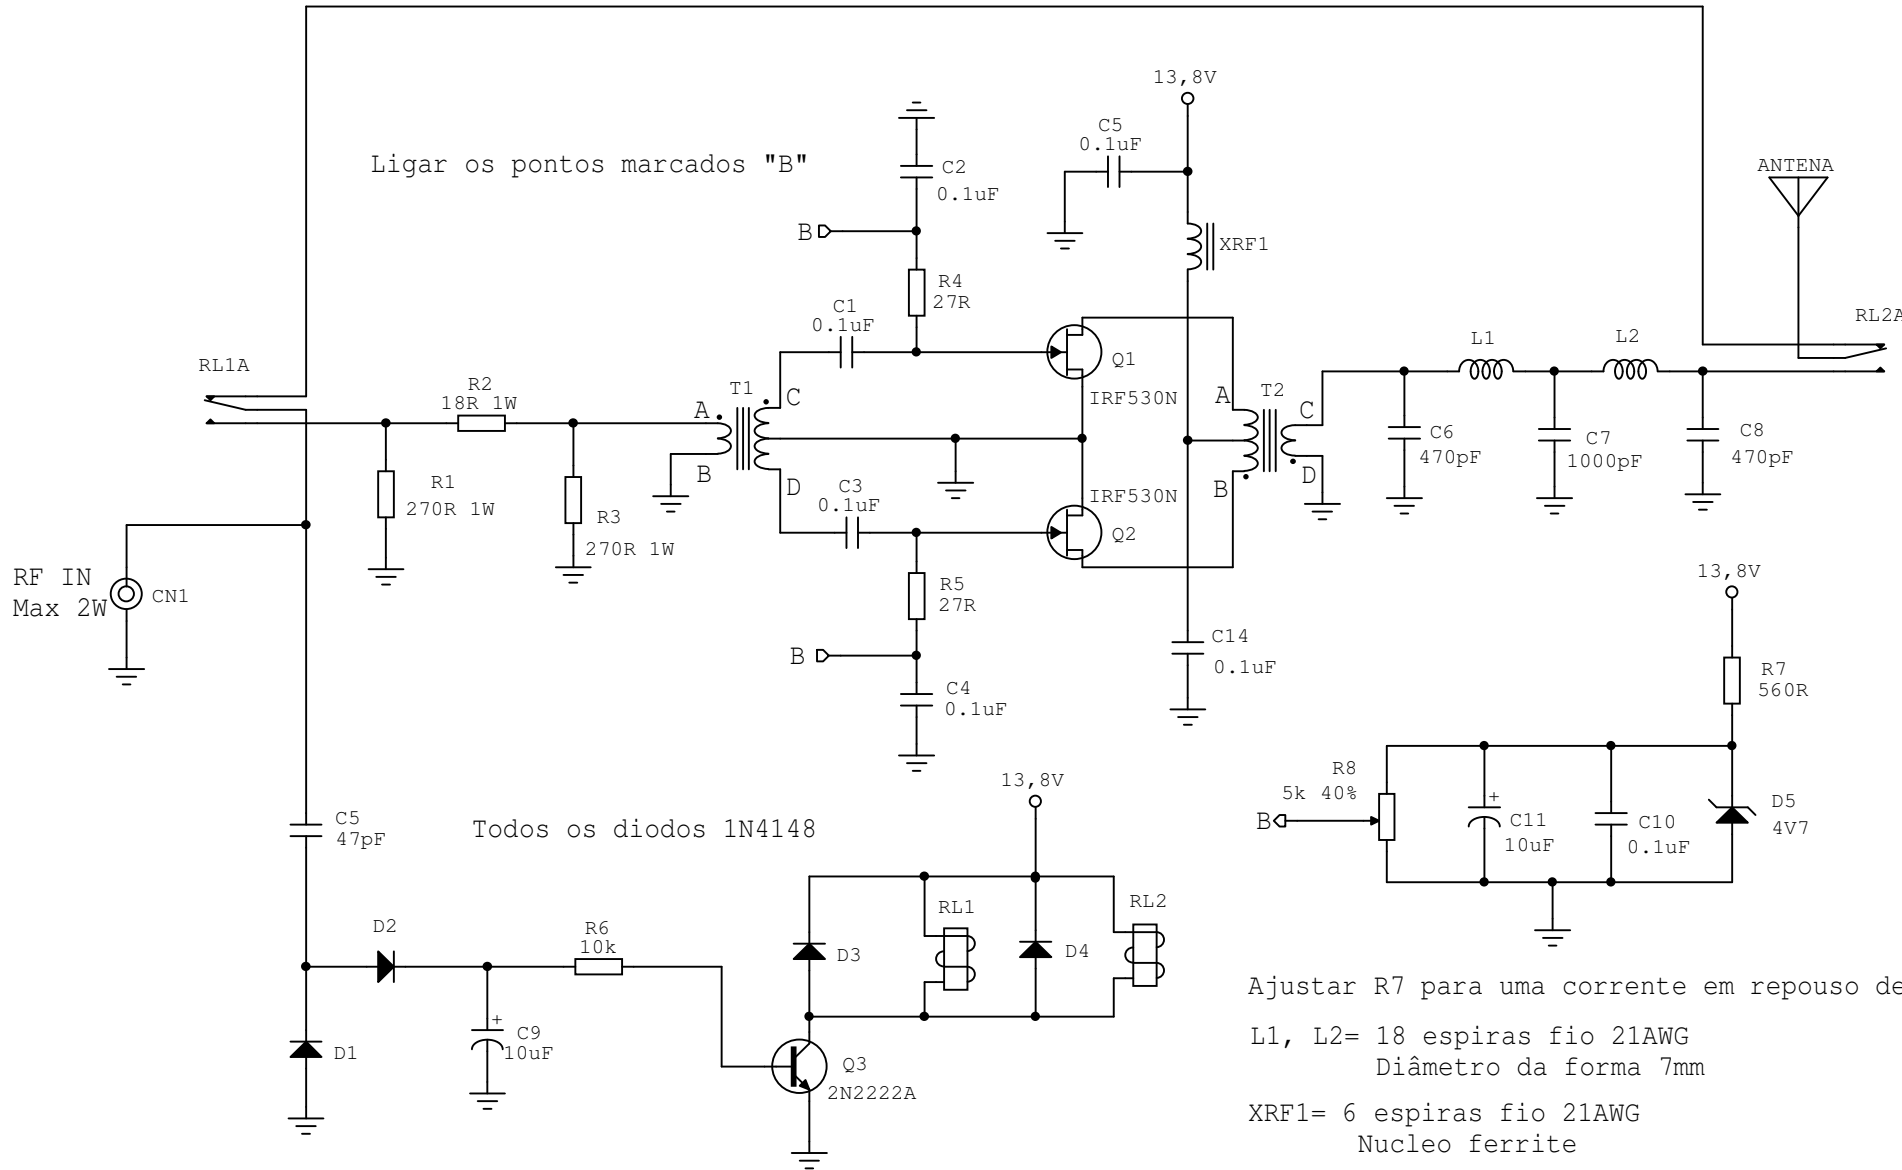 13,8V
C5
0.1uF
Ligar os pontos marcados "B"
C2
0.1uF
ANTENA
B
XRF1
R4
27R
C1
0.1uF
RL2A
L1
L2
Q1
RL1A
R2
18R 1W
T1
A
C
IRF530N
A
T2
C
C6
470pF
C7
1000pF
C8
470pF
B
D
B
D
R1
270R 1W
C3
0.1uF
IRF530N
R3
270R 1W
Q2
RF IN
Max 2W
CN1
R5
27R
13,8V
B
C14
0.1uF
R7
560R
C4
0.1uF
13,8V
R8
5k 40%
B
C11
10uF
C10
0.1uF
D5
4V7
C5
47pF
Todos os diodos 1N4148
D2
R6
10k
D3
RL1
D4
RL2
Ajustar R7 para uma corrente em repouso de
D1
C9
10uF
Q3
2N2222A
L1, L2= 18 espiras fio 21AWG
Diâmetro da forma 7mm
XRF1= 6 espiras fio 21AWG
Nucleo ferrite